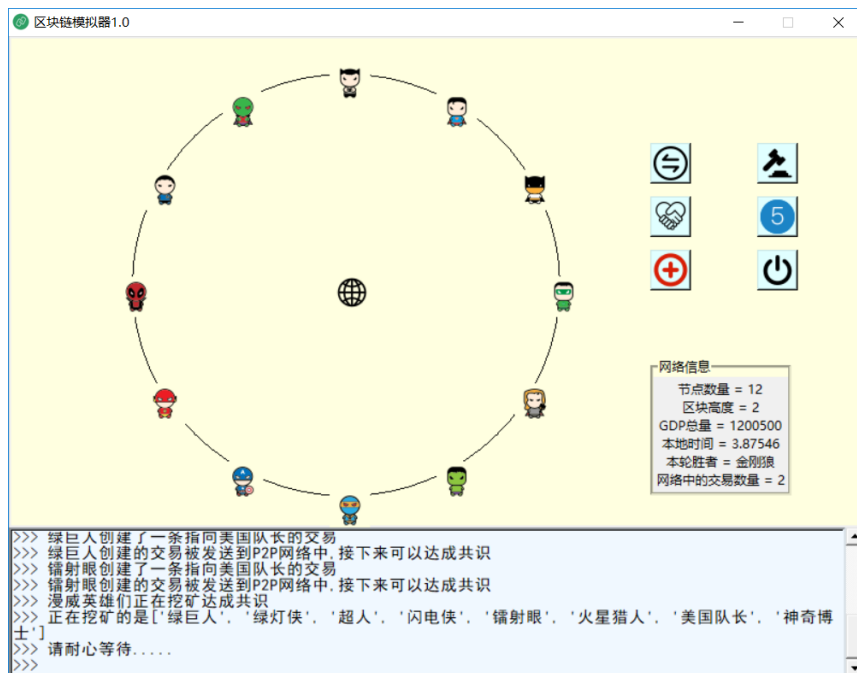 区块链模拟器1.0
5
网络信息
节点数量 = 12
区块高度 = 2
GDP总量 = 1200500
本地时间 = 3.87546
本轮胜者 = 金刚狼
网络中的交易数量 = 2
>>> 绿巨人创建了一条指向美国队长的交易
>>> 绿巨人创建的交易被发送到P2P网络中,接下来可以达成共识
>>> 镭射眼创建了一条指向美国队长的交易
>>> 镭射眼创建的交易被发送到P2P网络中,接下来可以达成共识
>>> 漫威英雄们正在挖矿达成共识
>>> 正在挖矿的是['绿巨人', '绿灯侠', '超人', '闪电侠', '镭射眼', '火星猎人', '美国队长', '神奇博
士']
>>> 请耐心等待.....
>>>